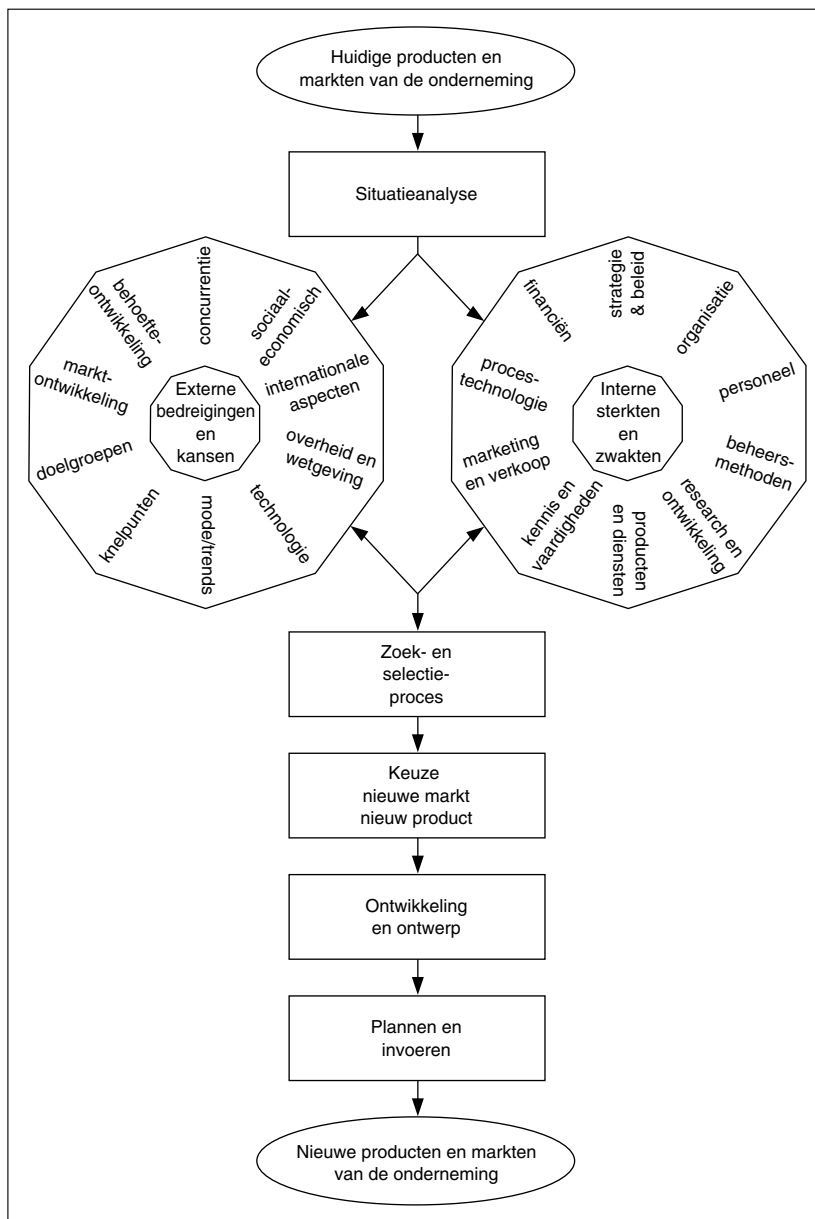 Huidige producten en
markten van de onderneming
Situatieanalyse
concurrentie
sociaal-
economisch
internationale
aspecten
overheid en
wetgeving
technologie
mode/trends
knelpunten
doelgroepen
markt-
ontwikkeling
behoefte-
ontwikkeling
Externe
bedreigingen
en
kansen
strategie
& beleid
organisatie
personeel
beheers-
methoden
research en
ontwikkeling
producten
en diensten
kennis en
vaardigheden
marketing
en verkoop
proces-
technologie
financiën
Interne
sterkten
en
zwakten
Zoek- en
selectie-
proces
Keuze
nieuwe markt
nieuw product
Ontwikkeling
en ontwerp
Plannen en
invoeren
Nieuwe producten en markten
van de onderneming